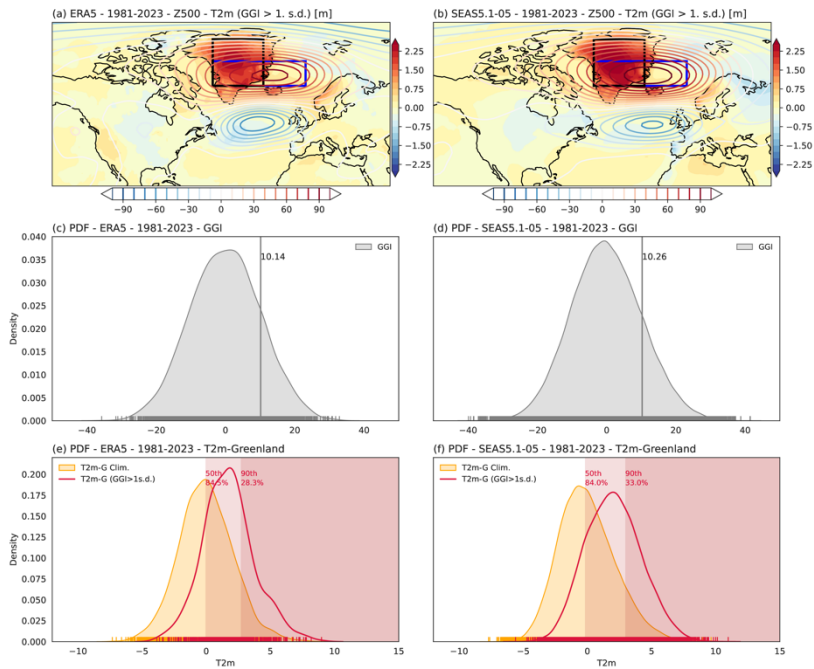 (a) ERA5 - 1981-2023 - Z500 - T2m (GGI > 1. s.d.) [m]
(b) SEAS5.1-05 - 1981-2023 - Z500 - T2m (GGI > 1. s.d.) [m]
2.25
1.50
0.75
0.00
−0.75
−1.50
−2.25
2.25
1.50
0.75
0.00
−0.75
−1.50
−2.25
−90 −60 −30 0 30 60 90
−90 −60 −30 0 30 60 90
(c) PDF - ERA5 - 1981-2023 - GGI
(d) PDF - SEAS5.1-05 - 1981-2023 - GGI
0.040
0.035
0.030
0.025
0.020
0.015
0.010
0.005
0.000
Density
GGI
10.14
GGI
10.26
−40 −20 0 20 40
−40 −20 0 20 40
(e) PDF - ERA5 - 1981-2023 - T2m-Greenland
(f) PDF - SEAS5.1-05 - 1981-2023 - T2m-Greenland
0.200
0.175
0.150
0.125
0.100
0.075
0.050
0.025
0.000
Density
T2m-G Clim.
T2m-G (GGI>1s.d.)
50th
84.5%
90th
28.3%
T2m-G Clim.
T2m-G (GGI>1s.d.)
50th
84.0%
90th
33.0%
−10 −5 0 5 10 15
T2m
−10 −5 0 5 10 15
T2m